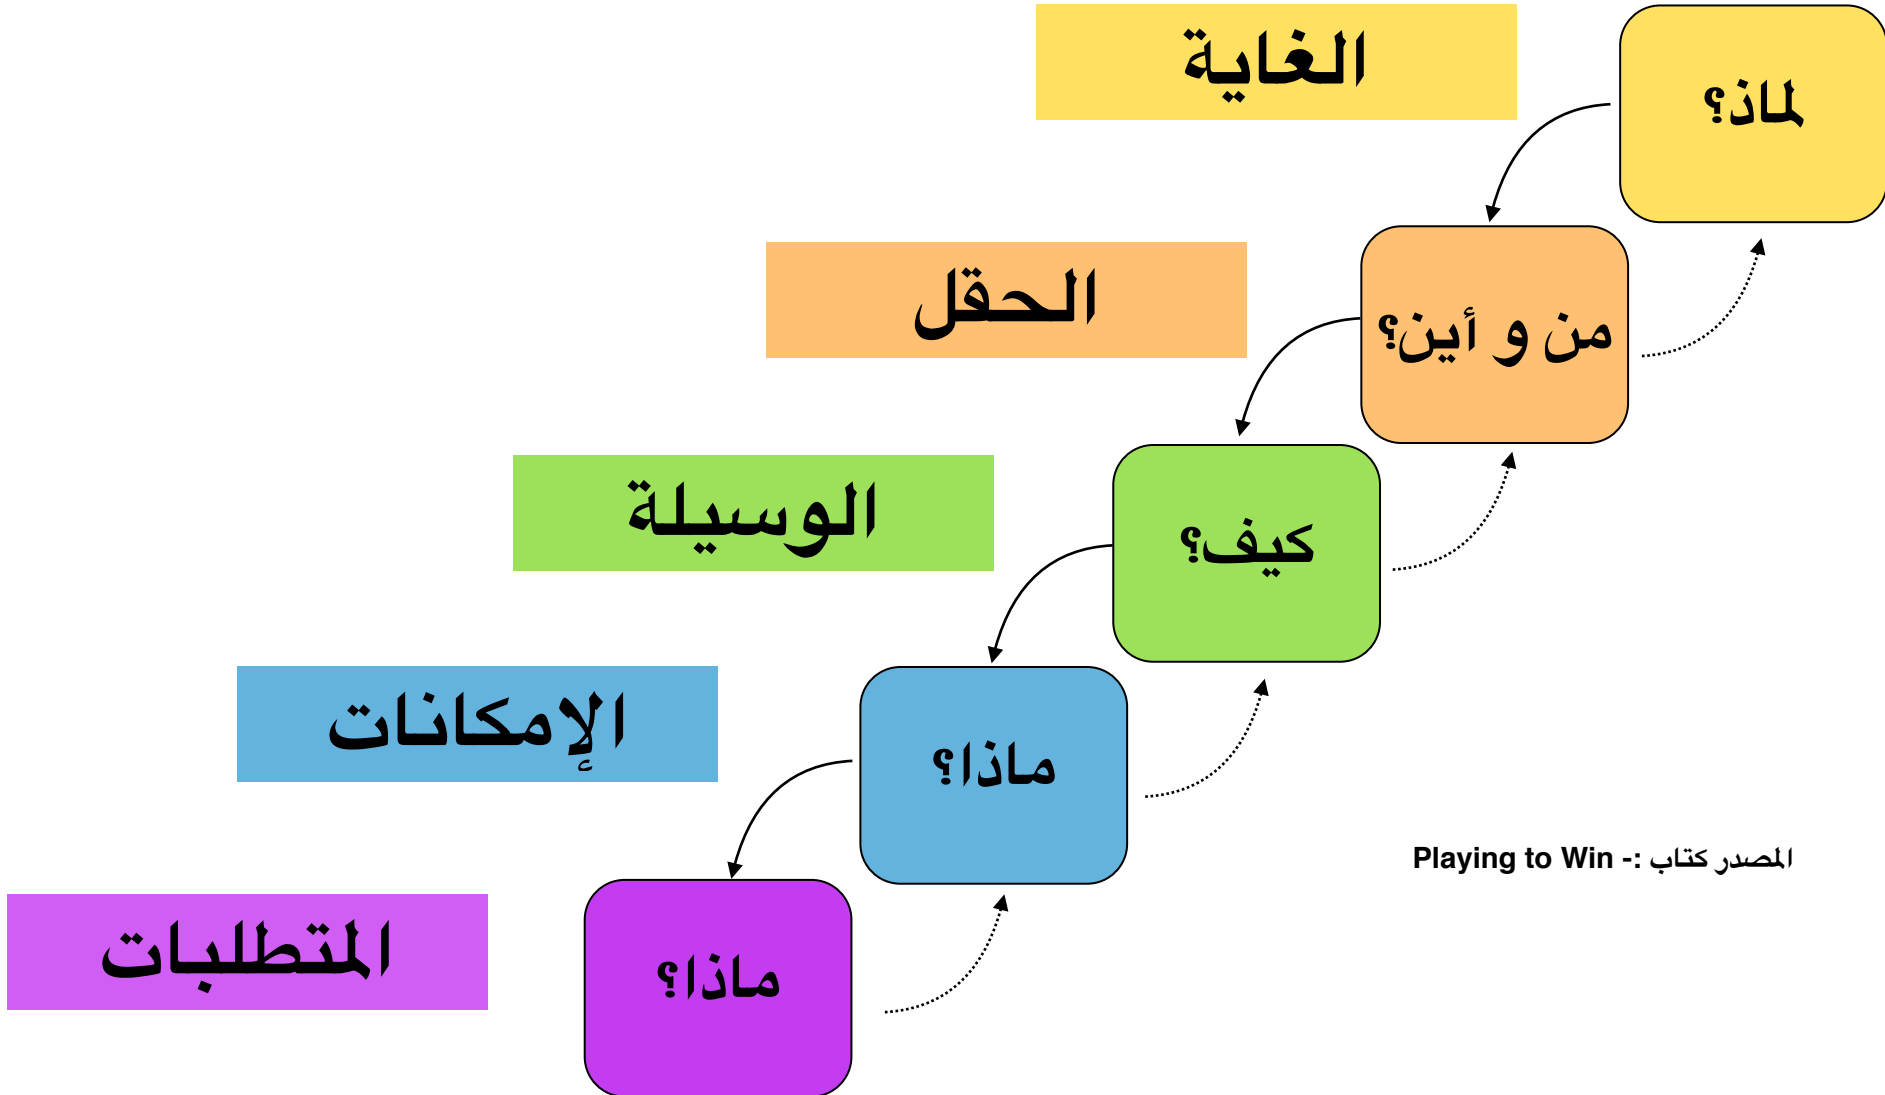 لماذ؟
الغاية
من و أين؟
الحقل
كيف؟
الوسيلة
ماذا؟
الإمكانات
ماذا؟
المتطلبات
المصدر كتاب :- Playing to Win